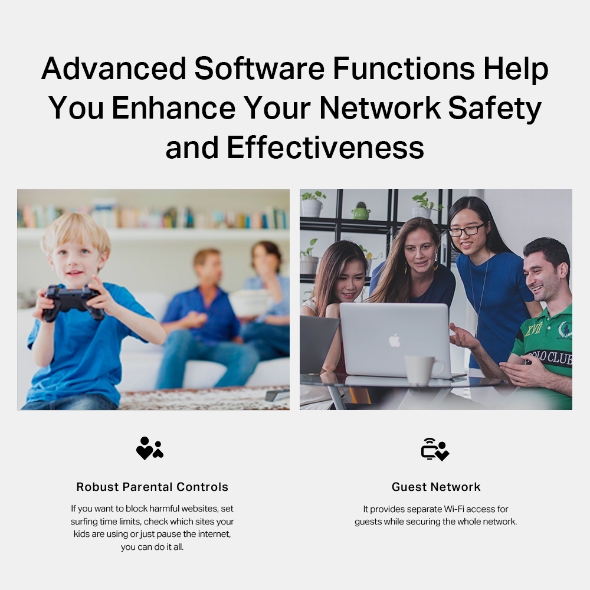 Advanced Software Functions Help
You Enhance Your Network Safety
and Effectiveness
XVII
POLO CLUB
Robust Parental Controls
If you want to block harmful websites, set
surfing time limits, check which sites your
kids are using or just pause the internet,
you can do it all.
Guest Network
It provides separate Wi-Fi access for
guests while securing the whole network.